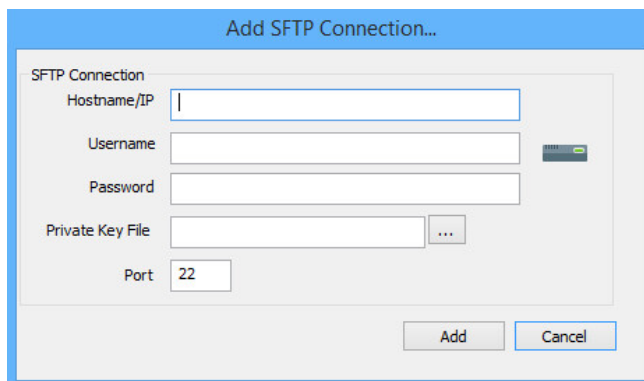 Add SFTP Connection...
SFTP Connection
Hostname/IP
Username
Password
Private Key File ...
Port 22
Add Cancel